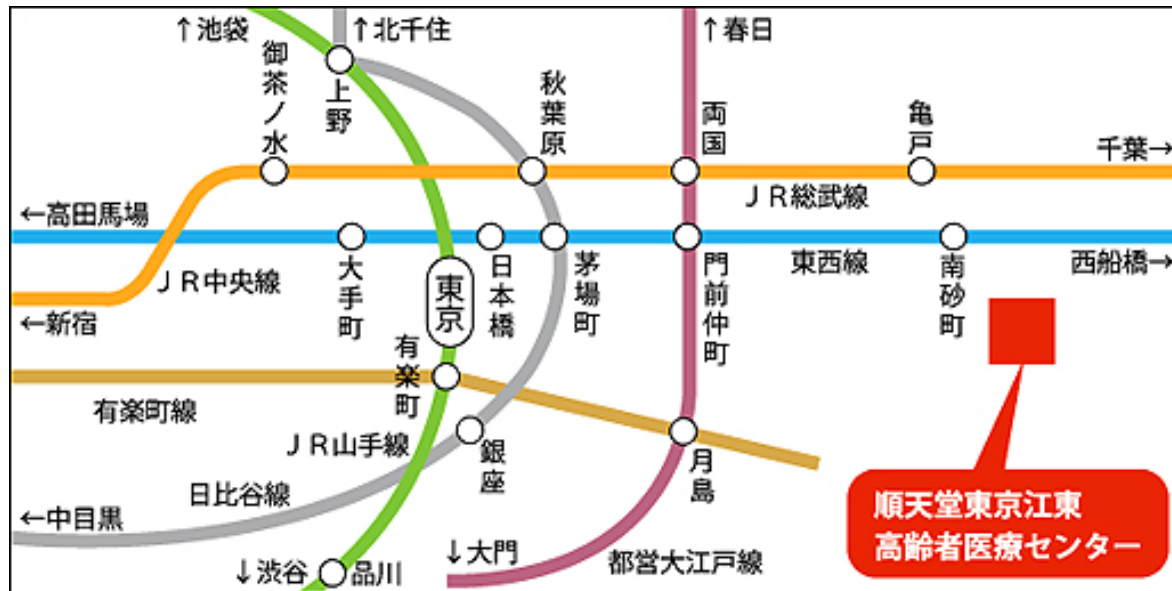 ↑池袋
↑北千住
↑春日
御茶ノ水
上野
秋葉原
両国
亀戸
千葉→
JR総武線
←高田馬場
JR中央線
大手町
東京
日本橋
茅場町
門前仲町
東西線
南砂町
西船橋→
←新宿
有楽町
有楽町線
JR山手線
銀座
月島
日比谷線
←中目黒
↓渋谷
品川
↓大門
都営大江戸線
順天堂東京江東
高齢者医療センター